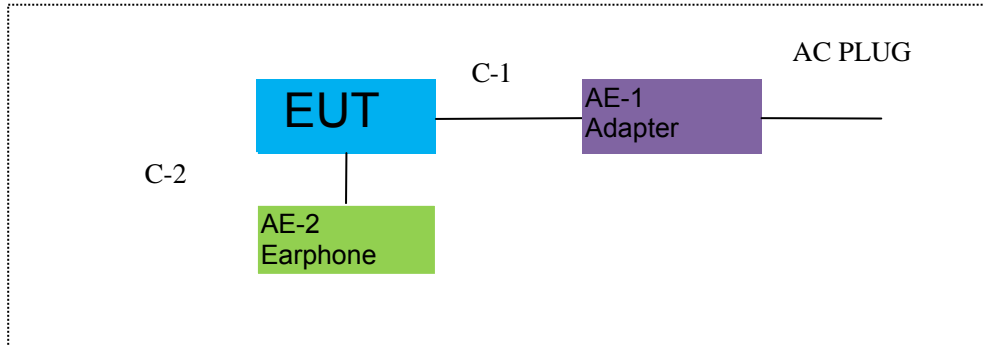 AC PLUG
C-1
EUT
AE-1
Adapter
C-2
AE-2
Earphone